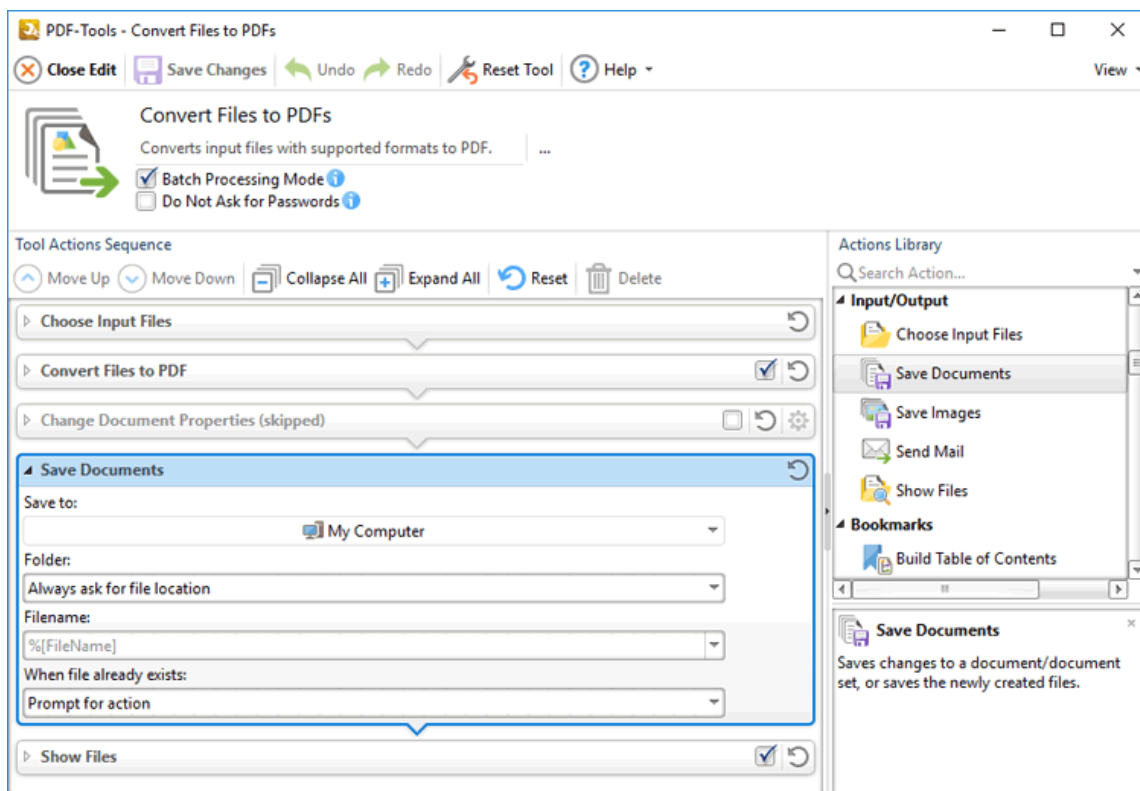 PDF-Tools - Convert Files to PDFs
Close Edit Save Changes Undo Redo Reset Tool Help View
Convert Files to PDFs
Converts input files with supported formats to PDF. ...
Batch Processing Mode
Do Not Ask for Passwords
Tool Actions Sequence
Move Up Move Down Collapse All Expand All Reset Delete
Choose Input Files
Convert Files to PDF
Change Document Properties (skipped)
Save Documents
Save to:
My Computer
Folder:
Always ask for file location
Filename:
%[FileName]
When file already exists:
Prompt for action
Show Files
Actions Library
Search Action...
Input/Output
Choose Input Files
Save Documents
Save Images
Send Mail
Show Files
Bookmarks
Build Table of Contents
Save Documents
Saves changes to a document/document
set, or saves the newly created files.